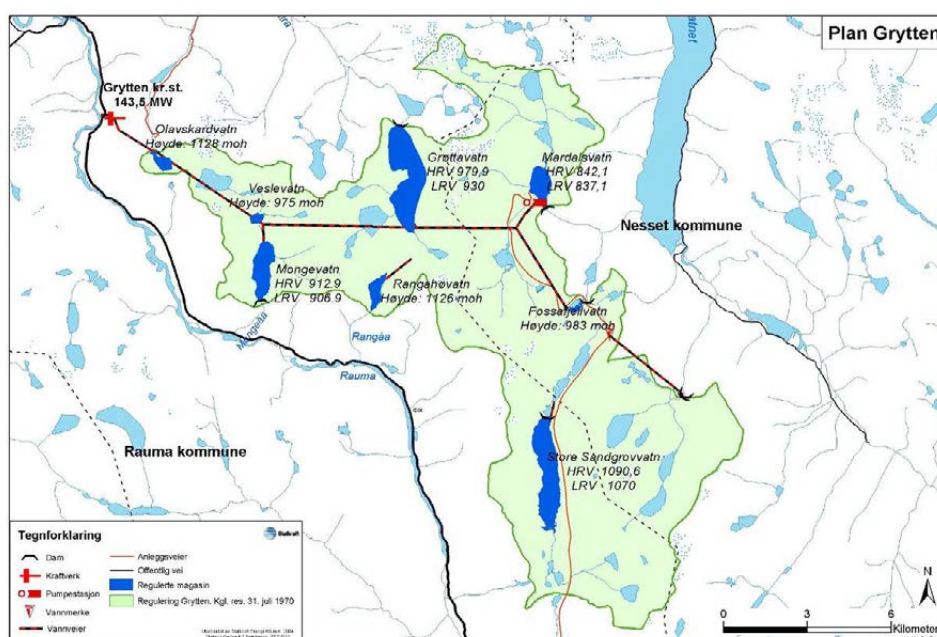 Plan Grytten
Grytten kr.st.
143,5 MW
Olavskardvatn
Høyde: 1128 moh
Veslevatn
Høyde: 975 moh
Grøttavatn
HRV 979,9
LRV 930
Mardalsvatn
HRV 842,1
LRV 837,1
Nesset kommune
Mongevatn
HRV 912.9
LRV 906.9
Rangåhøvatn
Høyde: 1126 moh
Fossafjellvatn
Høyde: 983 moh
Mongeåa
Rangåa
Rauma
Rauma kommune
Store Sandgrovvatn
HRV 1090,6
LRV 1070
Tegnforklaring
Statkraft
Dam
Kraftverk
Pumpestasjon
Vannmerke
Vannveier
Anleggsveier
Offentlig vei
Regulerte magasin
Regulering Grytten. Kgl. res. 31. juli 1970
N
0 3 6
Kilometer